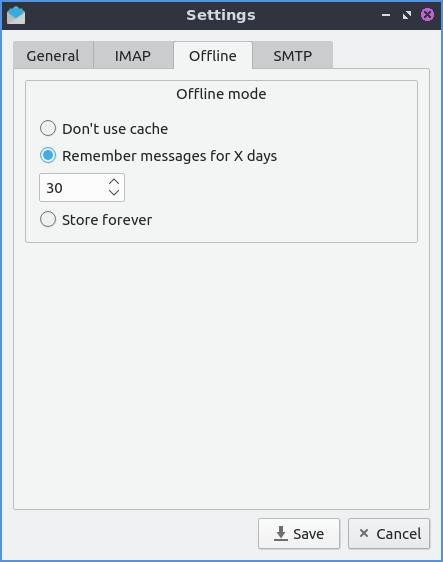 Settings
General IMAP Offline SMTP
Offline mode
Don't use cache
Remember messages for X days
30
Store forever
Save Cancel